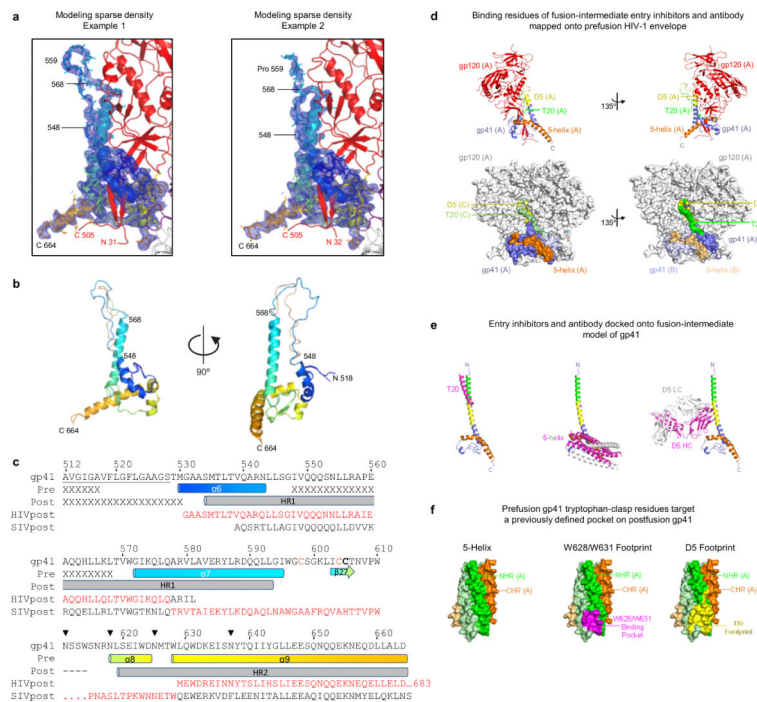 a
Modeling sparse density
Example 1
559
568
548
C 505
N 31
C 664
Modeling sparse density
Example 2
Pro 559
568
548
C 505
N 32
C 664
b
568
548
C 664
90º
568
548
N 518
C 664
c
512 520 530 540 550 560
gp41 AVGIGAVFLGFLGAAGSTMGAASMTLTVQARNLLSGIVQQQSNLLRAPE
Pre XXXXXX α6 XXXXXXXXXXXXX
Post XXXXXXXXXXXXXXXXXX HR1
HIVpost GAASMTLTVQARQLLSGIVQQQNNLLRAIE
SIVpost AQSRTLLAGIVQQQQQLLDVVK
570 580 590 600 610
gp41 AQQHLLKLTVWGIKQLQARVLAVERYLRDQQLLGIWGCSGKLICCTNVPW
Pre XXXXXXXX α7 β27
Post HR1
HIVpost AQQHLLQLTVWGIKQLQARIL
SIVpost RQQELLRLTVWGTKNLQTRVTAIEKYLKDQAQLNAWGAAFRQVAHTTVPW
620 630 640 650 660
gp41 NSSWSNRNLSEIWDNMTWLQWDKEISNYTQIIYGLLEESQNQQEKNEQDLLALD
Pre α8 α9
Post ---- HR2
HIVpost MEWDREINNYTSLIHSLIEESQNQQEKNEQELLELD…683
SIVpost ....PNASLTPKWNNETWQEWERKVDFLEENITALLEEAQIQQEKNMYELQKLNS
d
Binding residues of fusion-intermediate entry inhibitors and antibody
mapped onto prefusion HIV-1 envelope
gp120 (A)
D5 (A)
T20 (A)
5-helix (A)
gp41 (A)
C
135º
gp120 (A)
D5 (A)
T20 (A)
5-helix (A)
gp41 (A)
C
gp120 (A)
D5 (C)
T20 (C)
gp41 (A)
5-helix (A)
135º
gp120 (A)
gp41 (A)
gp41 (B)
5-helix (B)
e
Entry inhibitors and antibody docked onto fusion-intermediate
model of gp41
N
T20
C
N
5-helix
C
N
D5 LC
D5 HC
C
f
Prefusion gp41 tryptophan-clasp residues target
a previously defined pocket on postfusion gp41
5-Helix
NHR (A)
CHR (A)
W628/W631 Footprint
NHR (A)
CHR (A)
W628/W631
Binding
Pocket
D5 Footprint
NHR (A)
CHR (A)
D5
Footprint